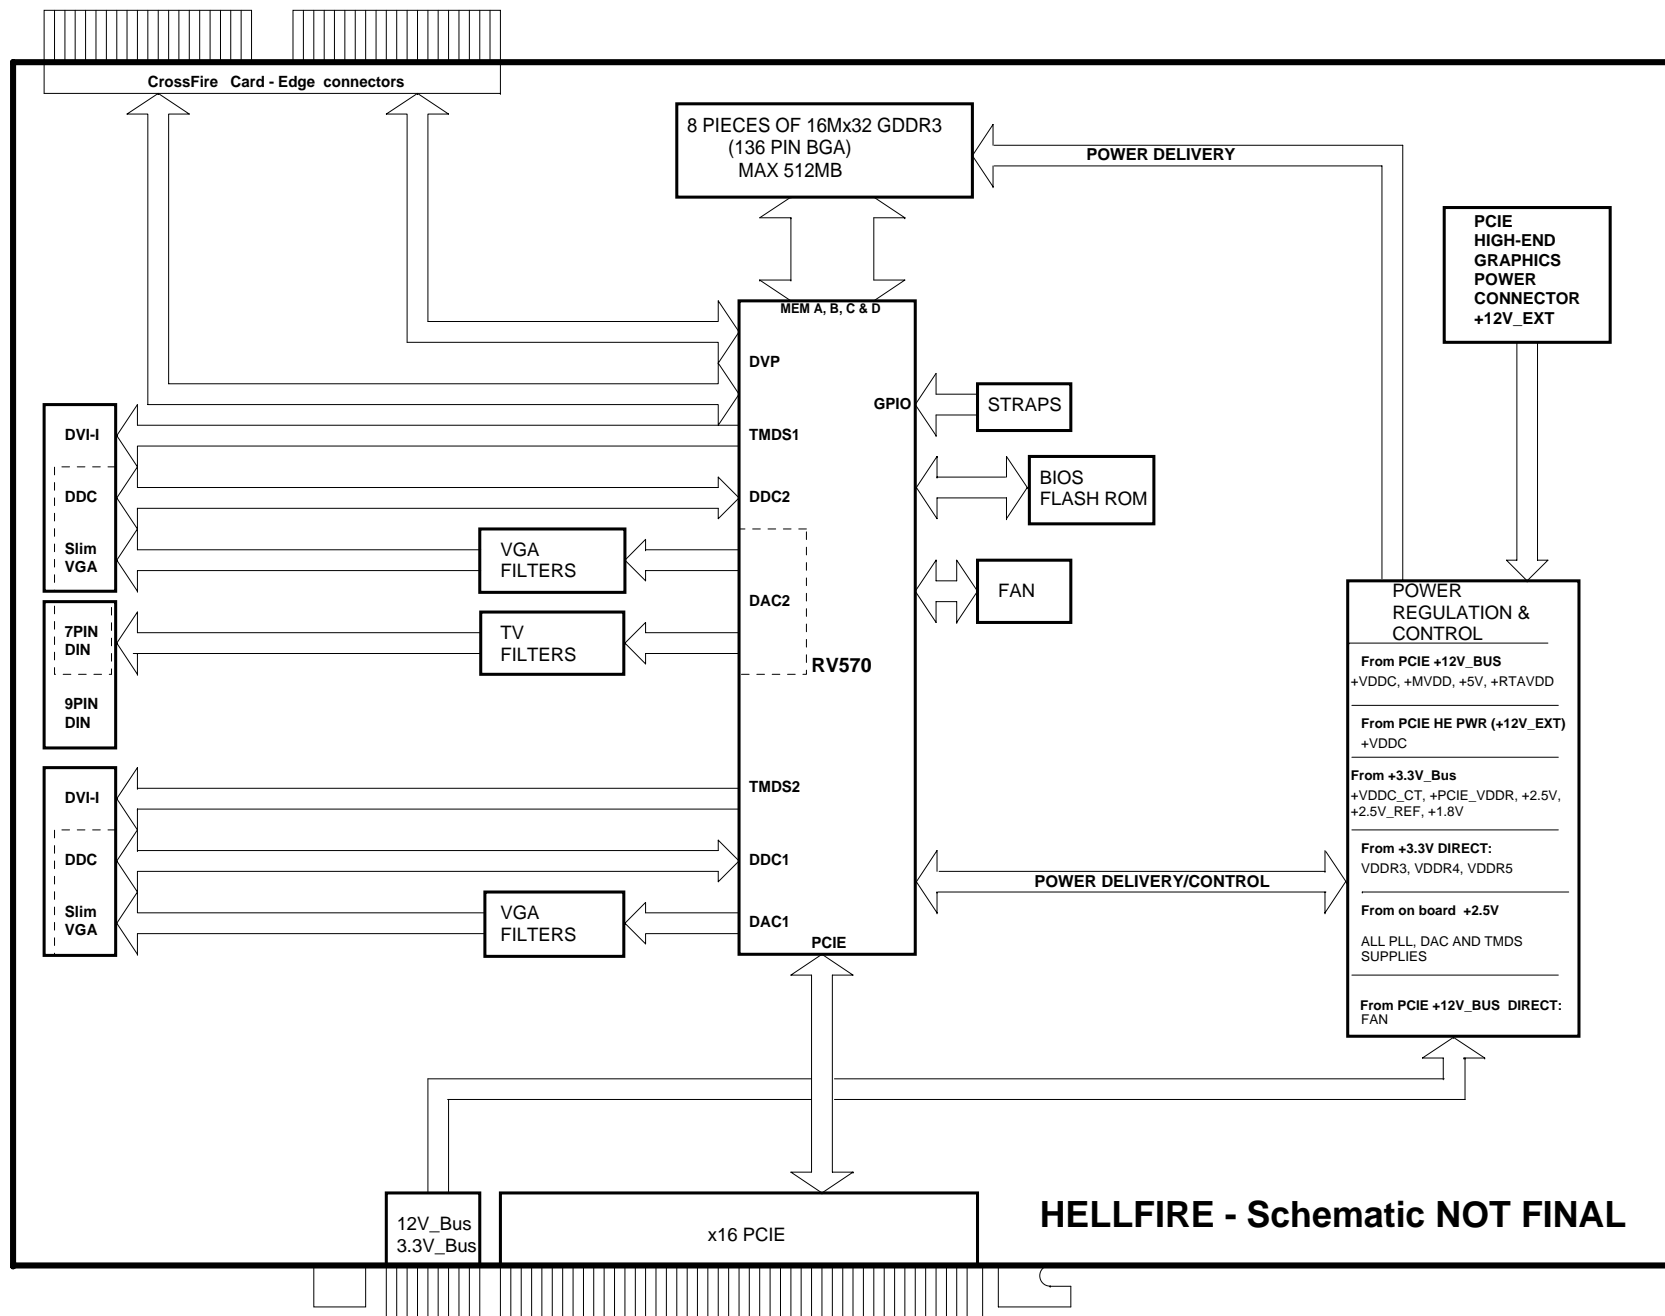 CrossFire Card - Edge connectors
8 PIECES OF 16Mx32 GDDR3
(136 PIN BGA)
MAX 512MB
POWER DELIVERY
PCIE
HIGH-END
GRAPHICS
POWER
CONNECTOR
+12V_EXT
MEM A, B, C & D
DVP
GPIO
STRAPS
DVI-I
TMDS1
DDC
DDC2
BIOS
FLASH ROM
Slim
VGA
VGA
FILTERS
DAC2
FAN
7PIN
DIN
TV
FILTERS
RV570
9PIN
DIN
DVI-I
TMDS2
DDC
DDC1
Slim
VGA
VGA
FILTERS
DAC1
PCIE
POWER DELIVERY/CONTROL
POWER
REGULATION &
CONTROL
From PCIE +12V_BUS
+VDDC, +MVDD, +5V, +RTAVDD
From PCIE HE PWR (+12V_EXT)
+VDDC
From +3.3V_Bus
+VDDC_CT, +PCIE_VDDR, +2.5V,
+2.5V_REF, +1.8V
From +3.3V DIRECT:
VDDR3, VDDR4, VDDR5
From on board +2.5V
ALL PLL, DAC AND TMDS
SUPPLIES
From PCIE +12V_BUS DIRECT:
FAN
12V_Bus
3.3V_Bus
x16 PCIE
HELLFIRE - Schematic NOT FINAL